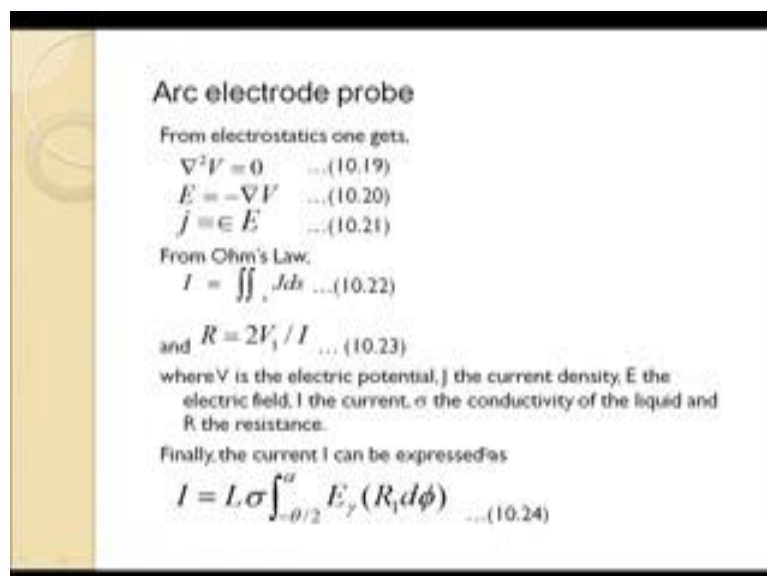 Arc electrode probe
From electrostatics one gets,
∇²V = 0 ...(10.19)
E = −∇V ...(10.20)
j =∈ E ...(10.21)
From Ohm's Law,
I = ∬ₛ Jds ...(10.22)
and R = 2V₁ / I ... (10.23)
where V is the electric potential, J the current density, E the
electric field, I the current, σ the conductivity of the liquid and
R the resistance.
Finally, the current I can be expressed as
I = Lσ∫₋θ/₂^α Eᵧ (R₁dϕ) ...(10.24)